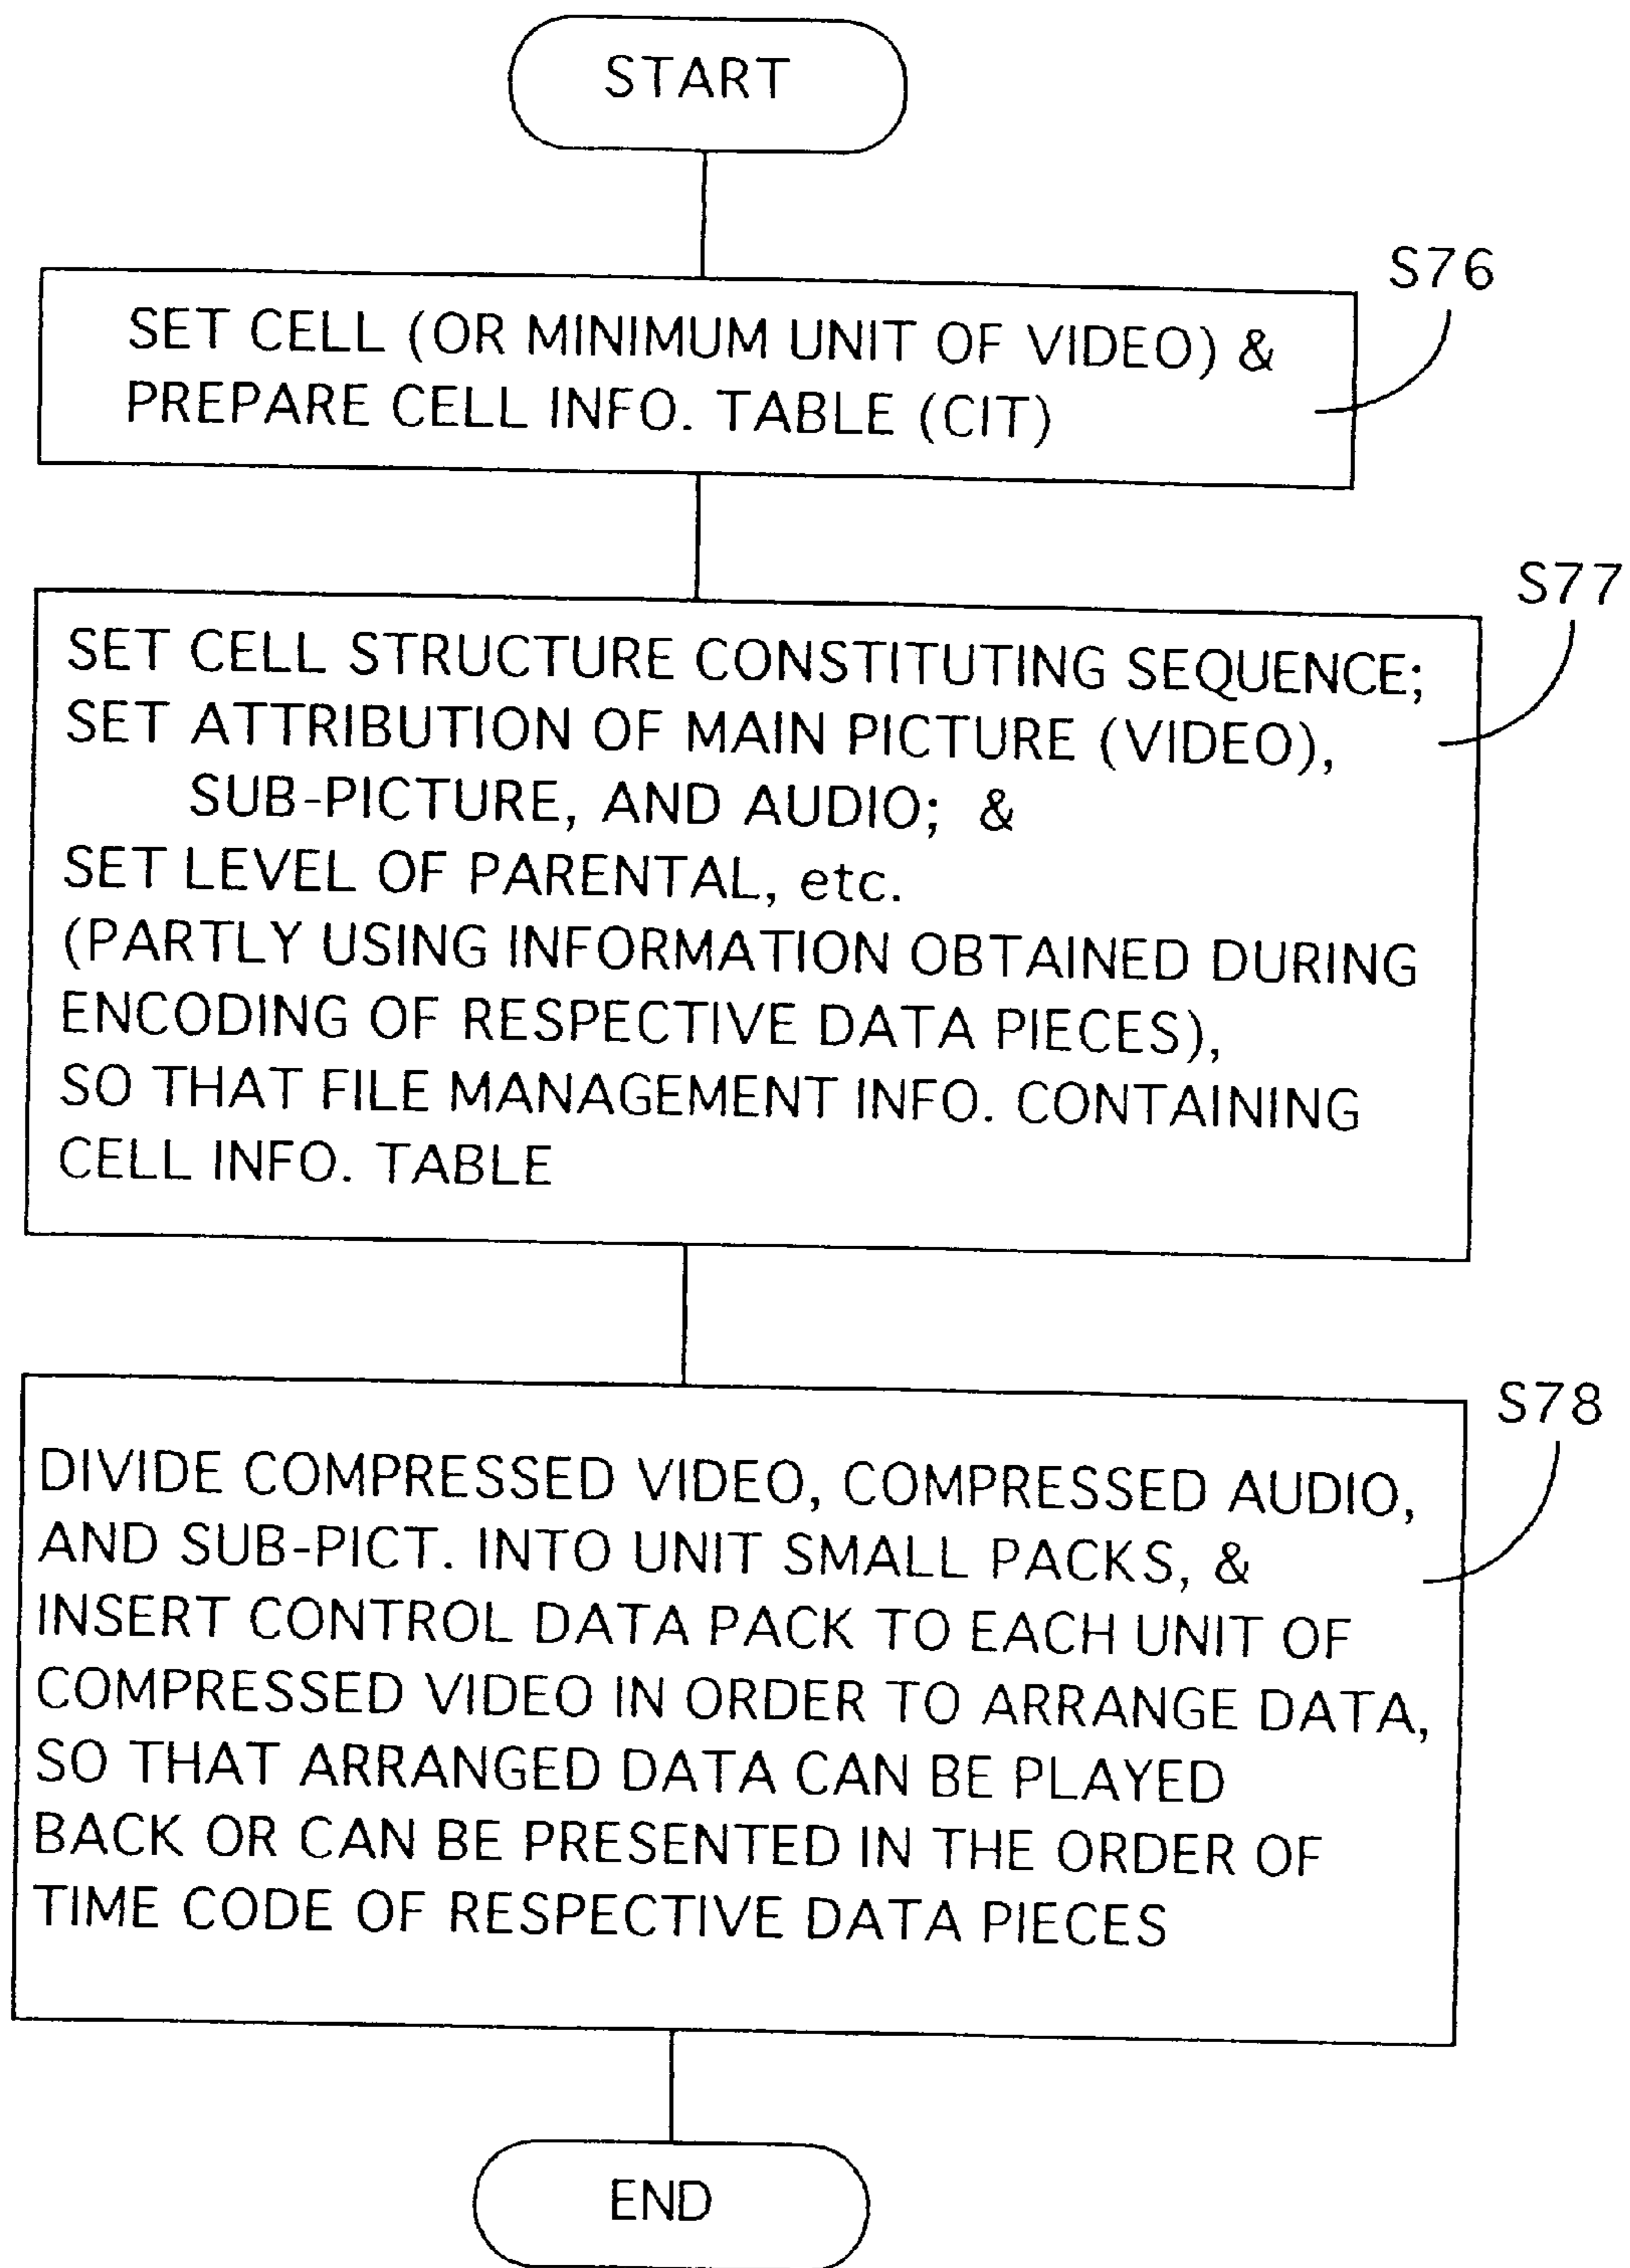 START
S76
SET CELL (OR MINIMUM UNIT OF VIDEO) &
PREPARE CELL INFO. TABLE (CIT)
S77
SET CELL STRUCTURE CONSTITUTING SEQUENCE;
SET ATTRIBUTION OF MAIN PICTURE (VIDEO),
SUB-PICTURE, AND AUDIO; &
SET LEVEL OF PARENTAL, etc.
(PARTLY USING INFORMATION OBTAINED DURING
ENCODING OF RESPECTIVE DATA PIECES),
SO THAT FILE MANAGEMENT INFO. CONTAINING
CELL INFO. TABLE
S78
DIVIDE COMPRESSED VIDEO, COMPRESSED AUDIO,
AND SUB-PICT. INTO UNIT SMALL PACKS, &
INSERT CONTROL DATA PACK TO EACH UNIT OF
COMPRESSED VIDEO IN ORDER TO ARRANGE DATA,
SO THAT ARRANGED DATA CAN BE PLAYED
BACK OR CAN BE PRESENTED IN THE ORDER OF
TIME CODE OF RESPECTIVE DATA PIECES
END